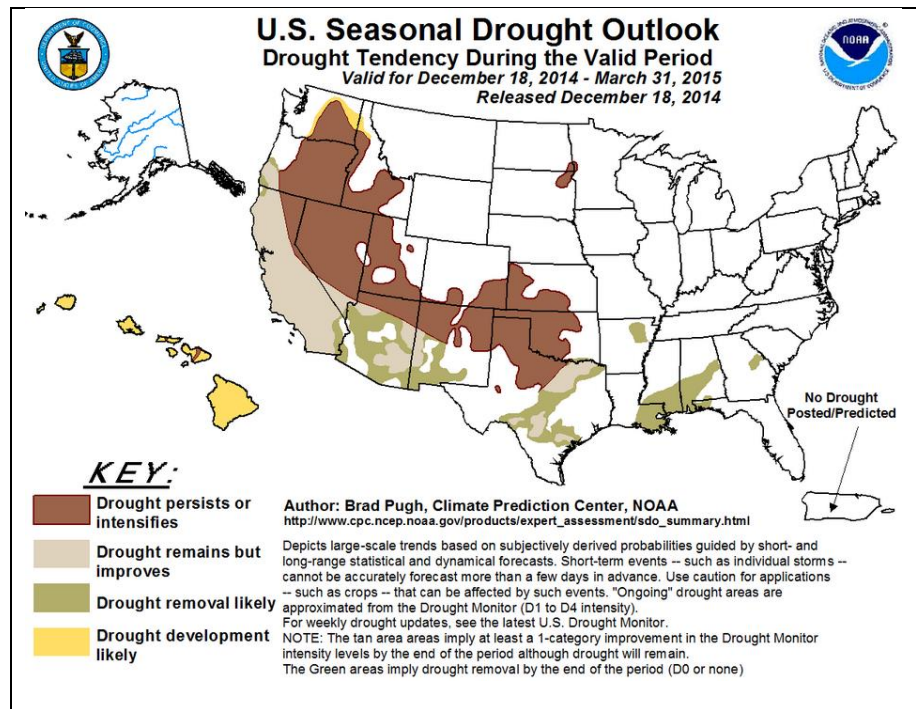 U.S. Seasonal Drought Outlook
Drought Tendency During the Valid Period
Valid for December 18, 2014 - March 31, 2015
Released December 18, 2014
NOAA
No Drought
Posted/Predicted
KEY:
Drought persists or
intensifies
Drought remains but
improves
Drought removal likely
Drought development
likely
Author: Brad Pugh, Climate Prediction Center, NOAA
http://www.cpc.ncep.noaa.gov/products/expert_assessment/sdo_summary.html
Depicts large-scale trends based on subjectively derived probabilities guided by short- and
long-range statistical and dynamical forecasts. Short-term events -- such as individual storms --
cannot be accurately forecast more than a few days in advance. Use caution for applications
-- such as crops -- that can be affected by such events. "Ongoing" drought areas are
approximated from the Drought Monitor (D1 to D4 intensity).
For weekly drought updates, see the latest U.S. Drought Monitor.
NOTE: The tan area areas imply at least a 1-category improvement in the Drought Monitor
intensity levels by the end of the period although drought will remain.
The Green areas imply drought removal by the end of the period (D0 or none)